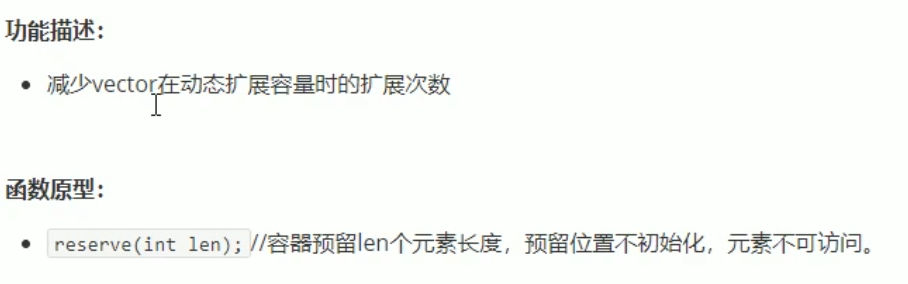 功能描述：
减少vector在动态扩展容量时的扩展次数
函数原型：
reserve(int len);//容器预留len个元素长度，预留位置不初始化，元素不可访问。